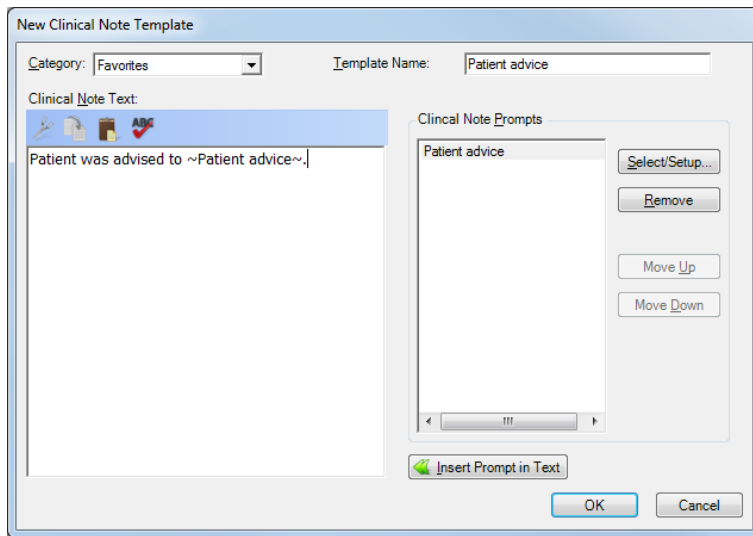 New Clinical Note Template
Category: Favorites Template Name: Patient advice
Clinical Note Text:
ABC
Patient was advised to ~Patient advice~.
Clincal Note Prompts
Patient advice
Select/Setup...
Remove
Move Up
Move Down
Insert Prompt in Text
OK Cancel